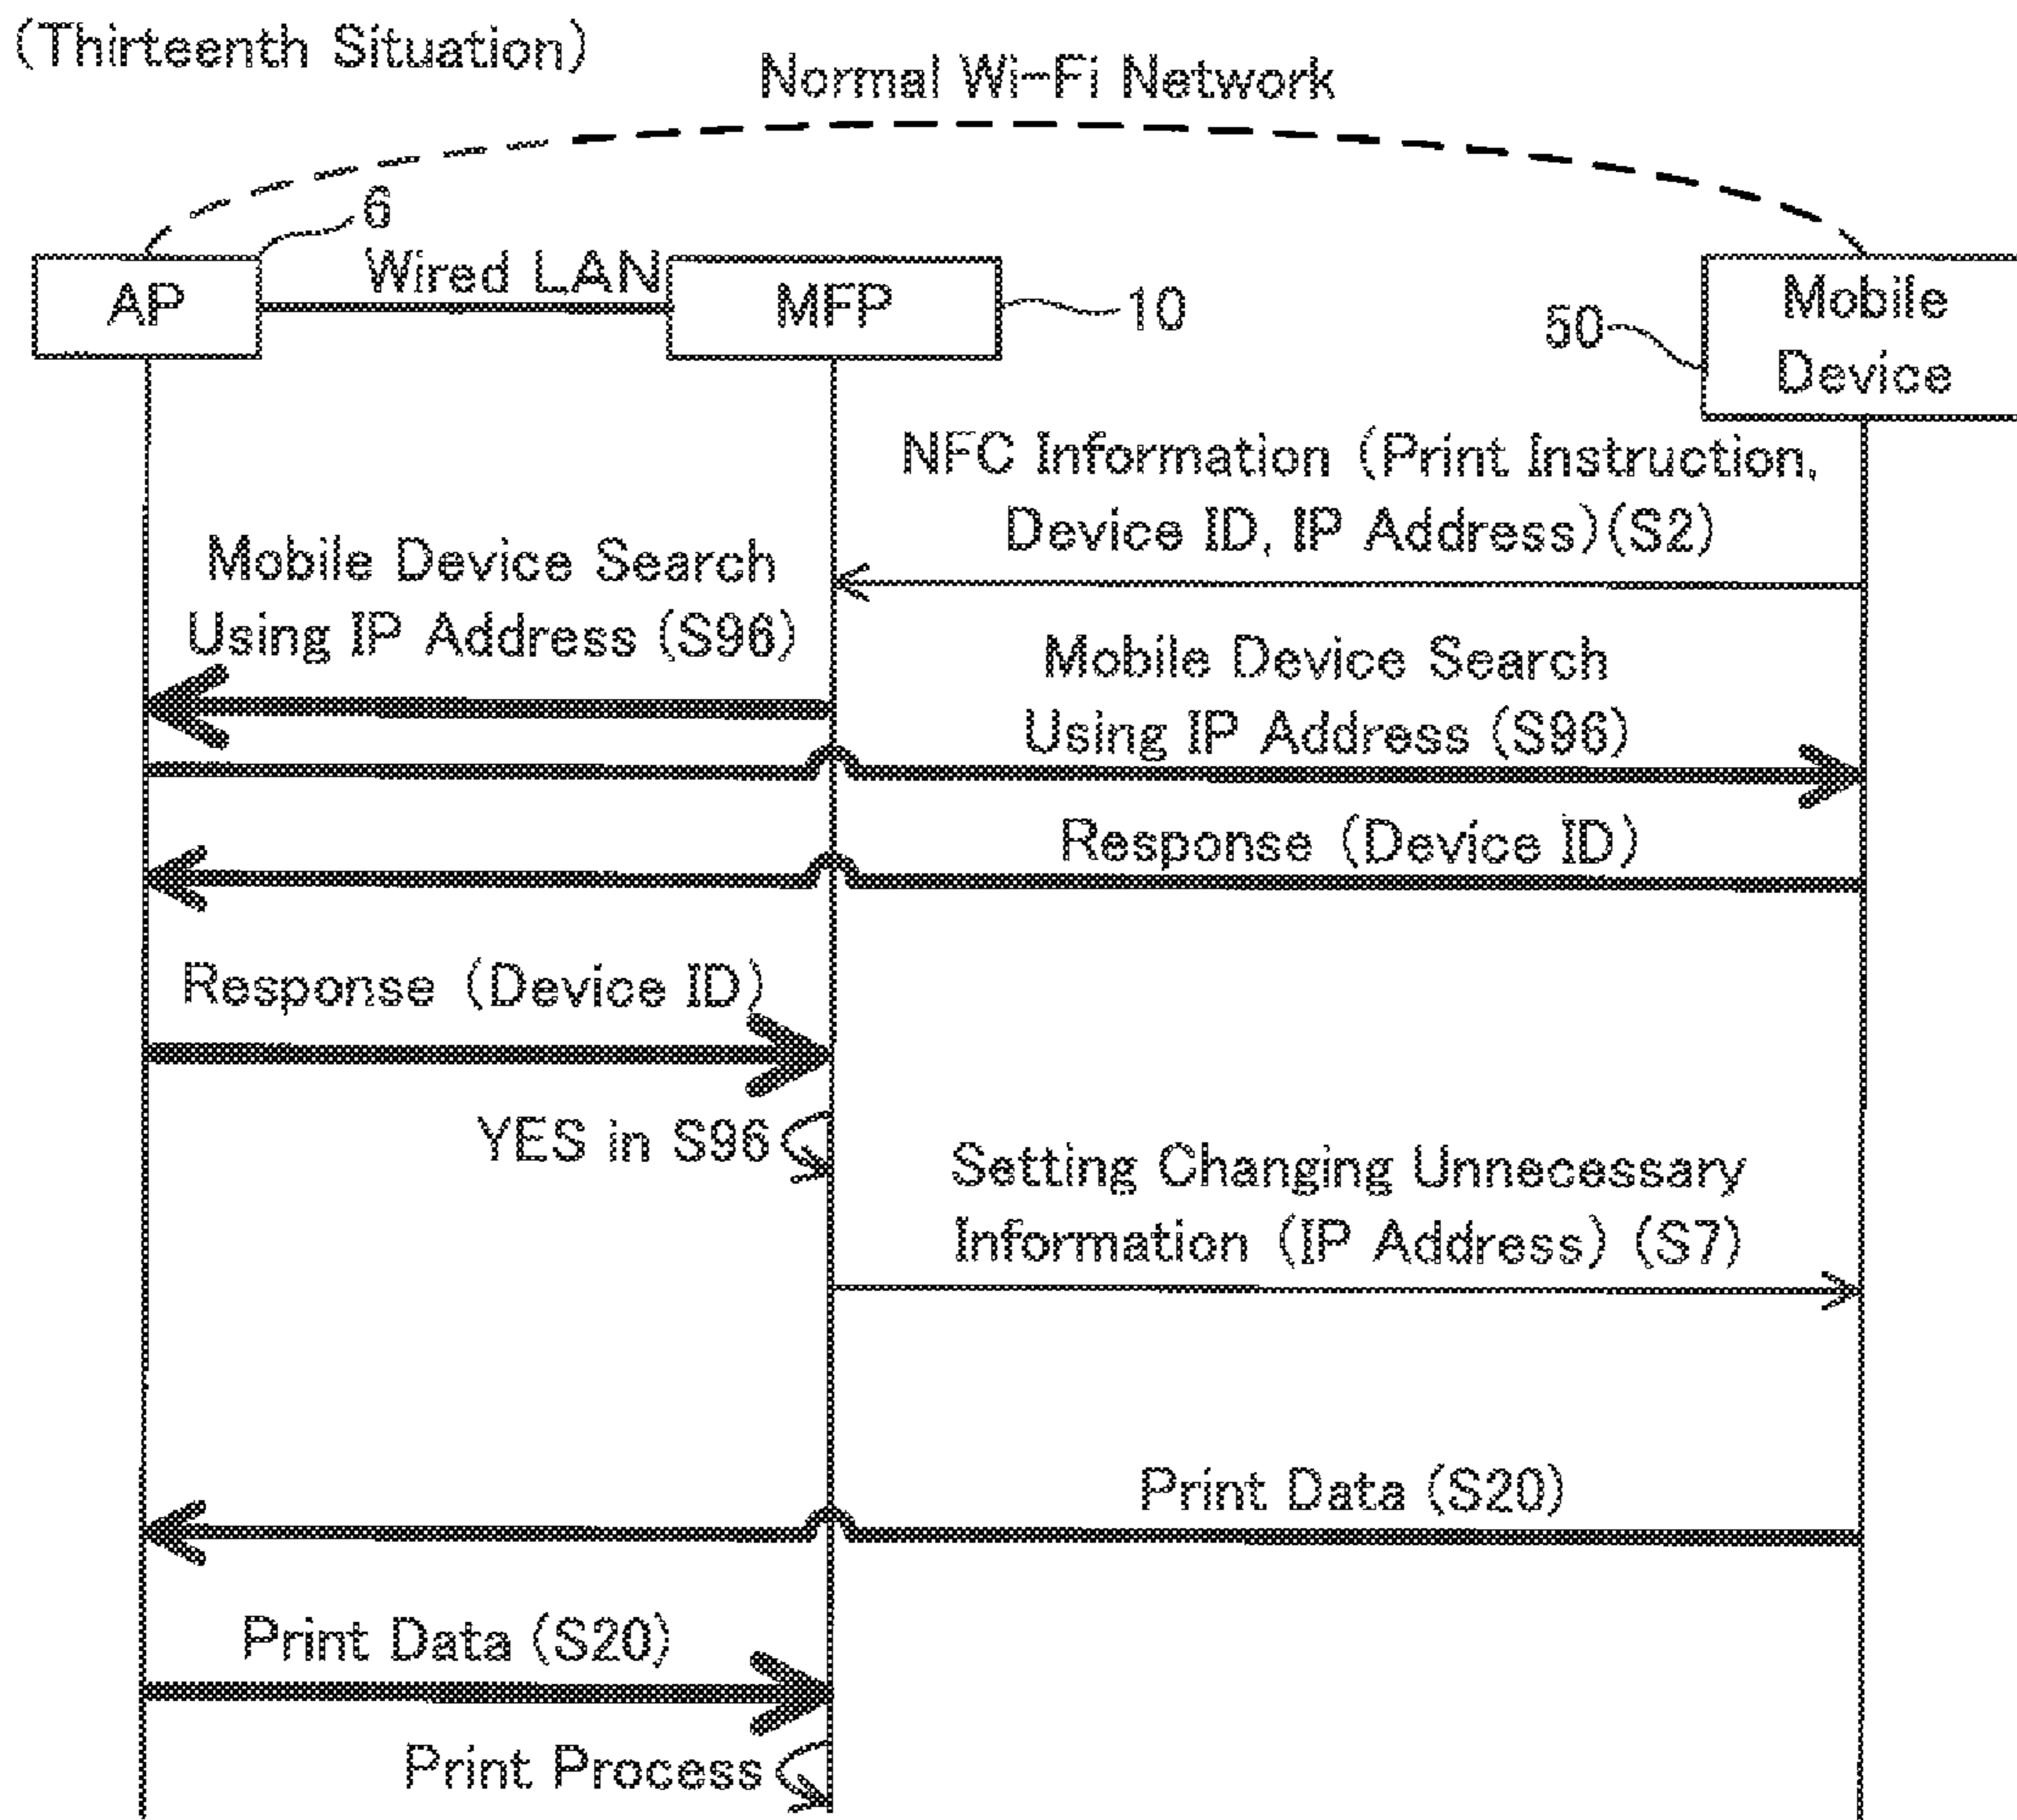 (Thirteenth Situation)
Normal Wi-Fi Network
6
Wired LAN
AP
MFP
10
50
Mobile
Device
NFC Information (Print Instruction,
Device ID, IP Address)(S2)
Mobile Device Search
Using IP Address (S96)
Mobile Device Search
Using IP Address (S96)
Response (Device ID)
Response (Device ID)
YES in S96
Setting Changing Unnecessary
Information (IP Address) (S7)
Print Data (S20)
Print Data (S20)
Print Process